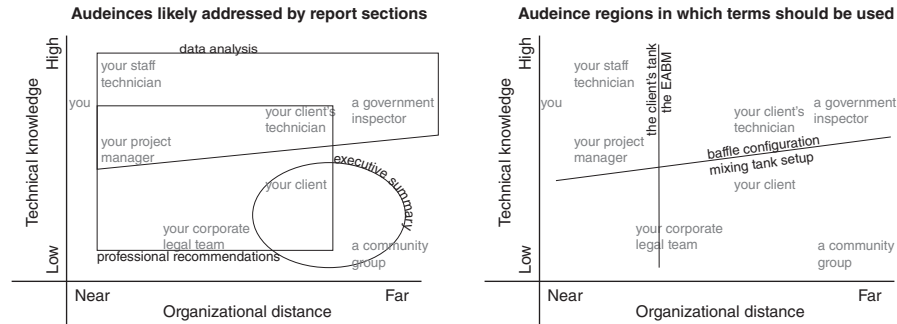 Audeinces likely addressed by report sections
High
Technical knowledge
Low
data analysis
your staff
technician
you
your client's
technician
a government
inspector
your project
manager
executive summary
your client
your corporate
legal team
a community
group
professional recommendations
Near
Far
Organizational distance
Audeince regions in which terms should be used
High
Technical knowledge
Low
your staff
technician
the client's tank
the EABM
you
your client's
technician
a government
inspector
your project
manager
baffle configuration
mixing tank setup
your client
your corporate
legal team
a community
group
Near
Far
Organizational distance